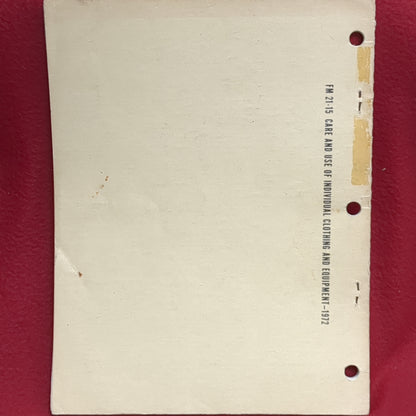 FM 21-15 CARE AND USE OF INDIVIDUAL CLOTHING AND EQUIPMENT—1972